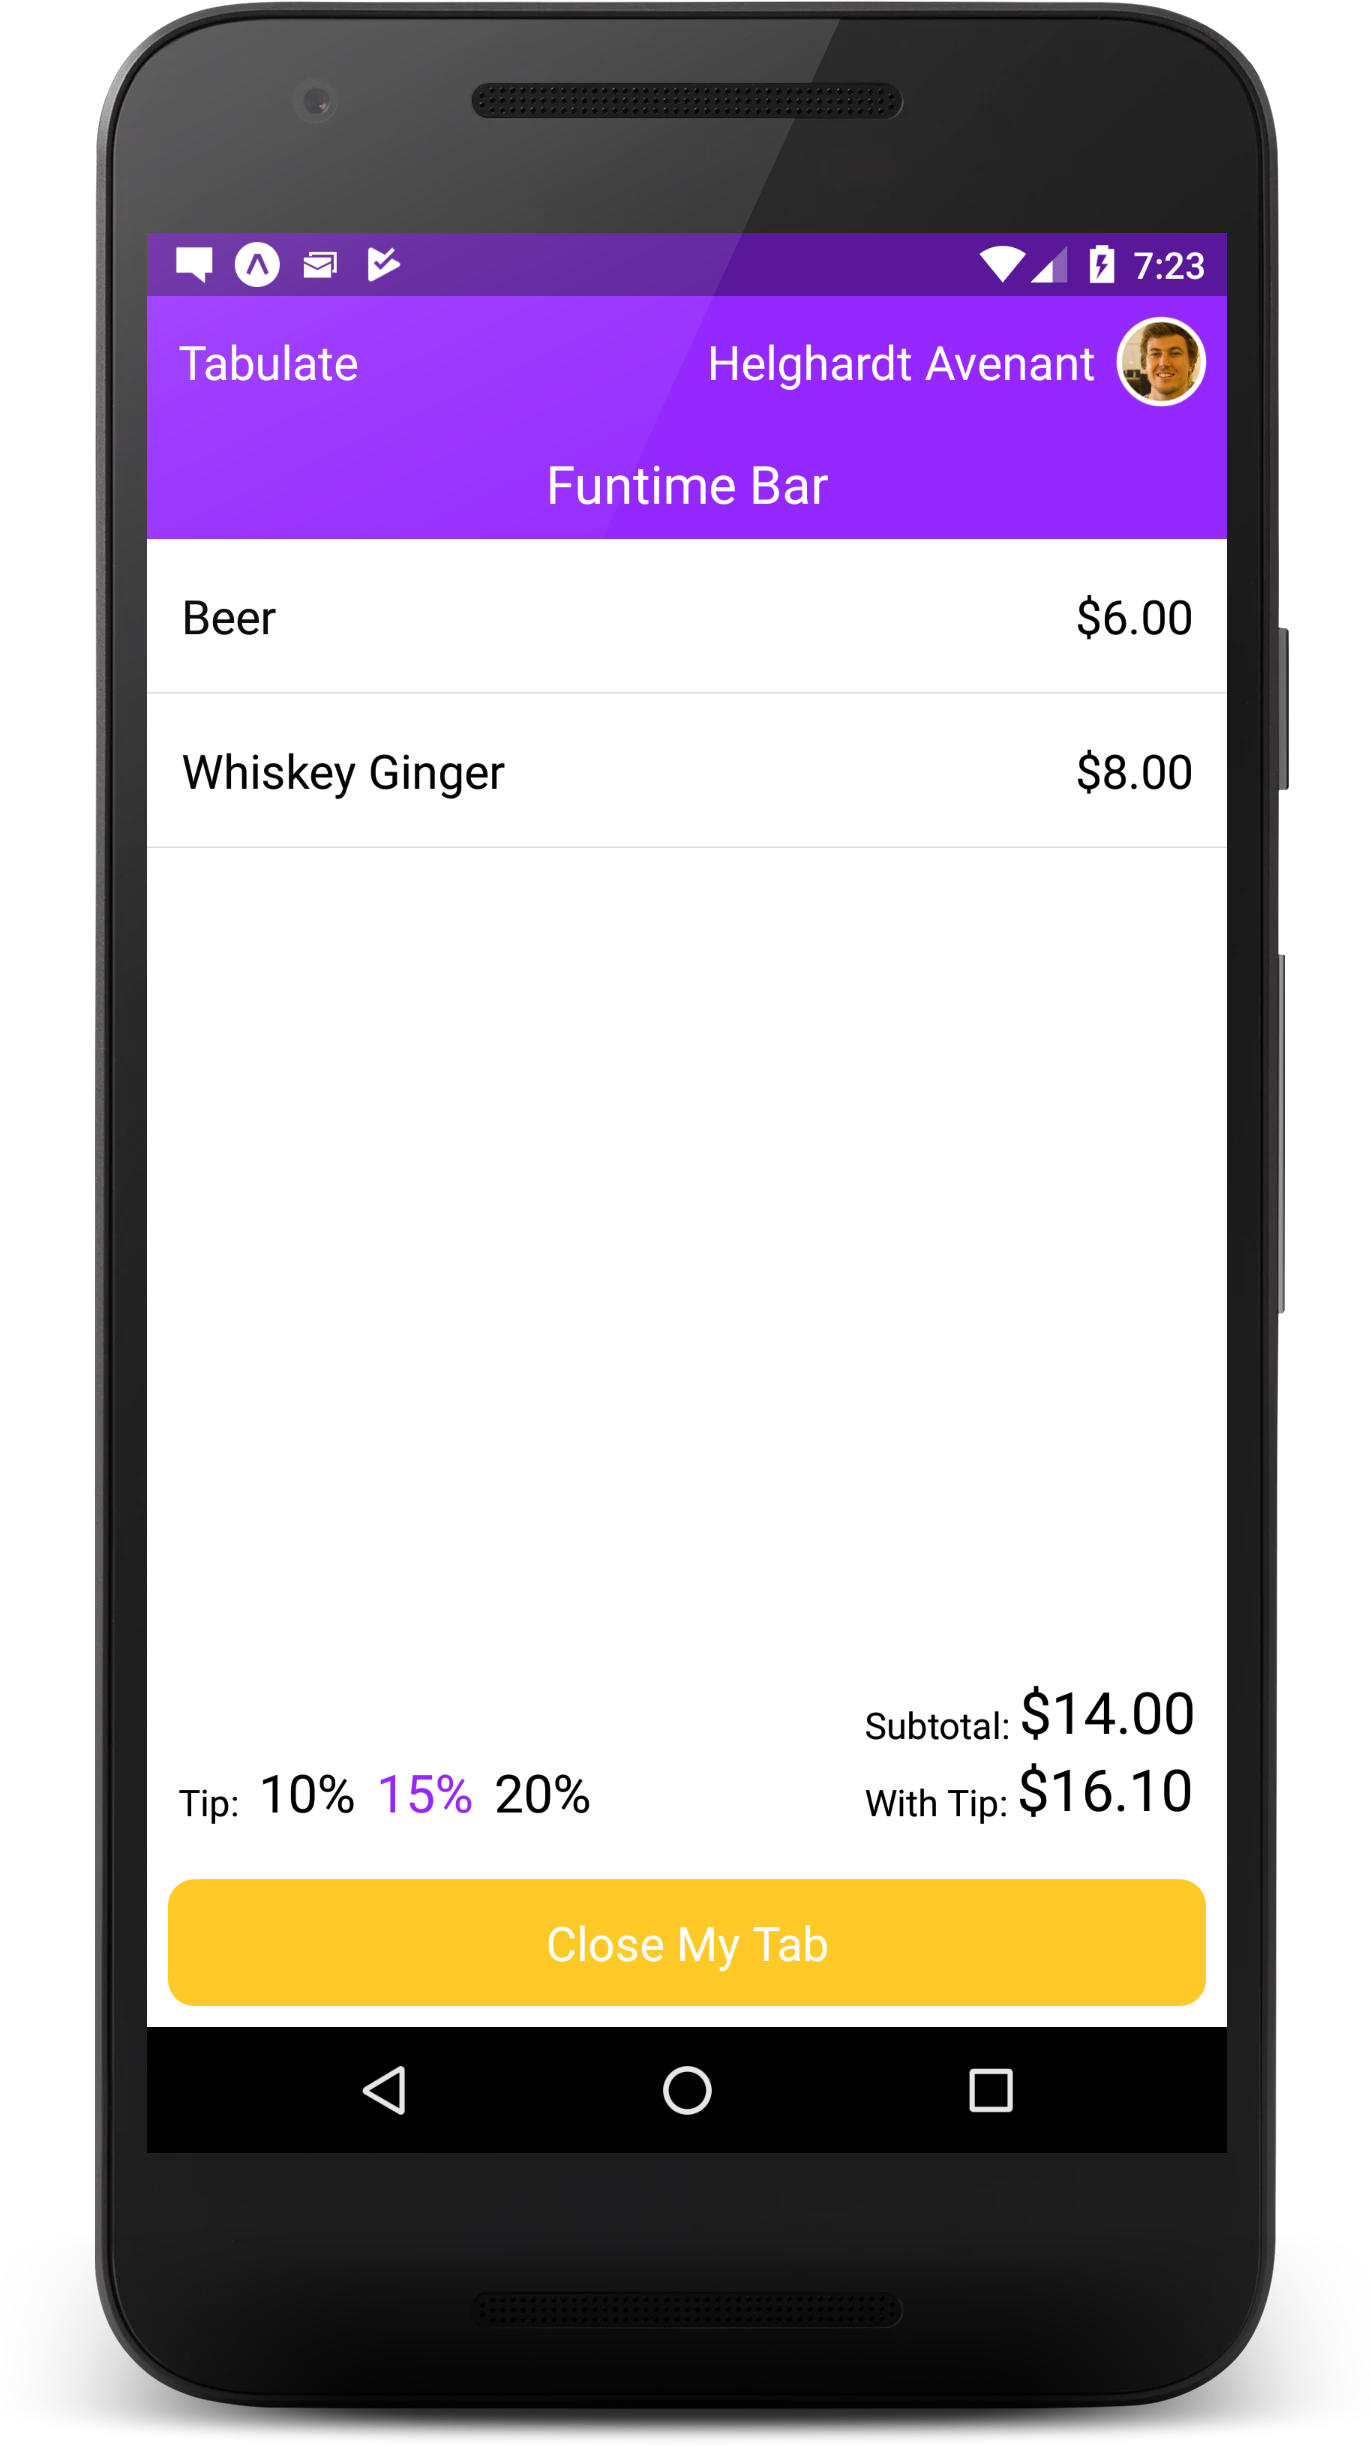 7:23
Tabulate Helghardt Avenant
Funtime Bar
Beer $6.00
Whiskey Ginger $8.00
Subtotal: $14.00
Tip: 10% 15% 20% With Tip: $16.10
Close My Tab